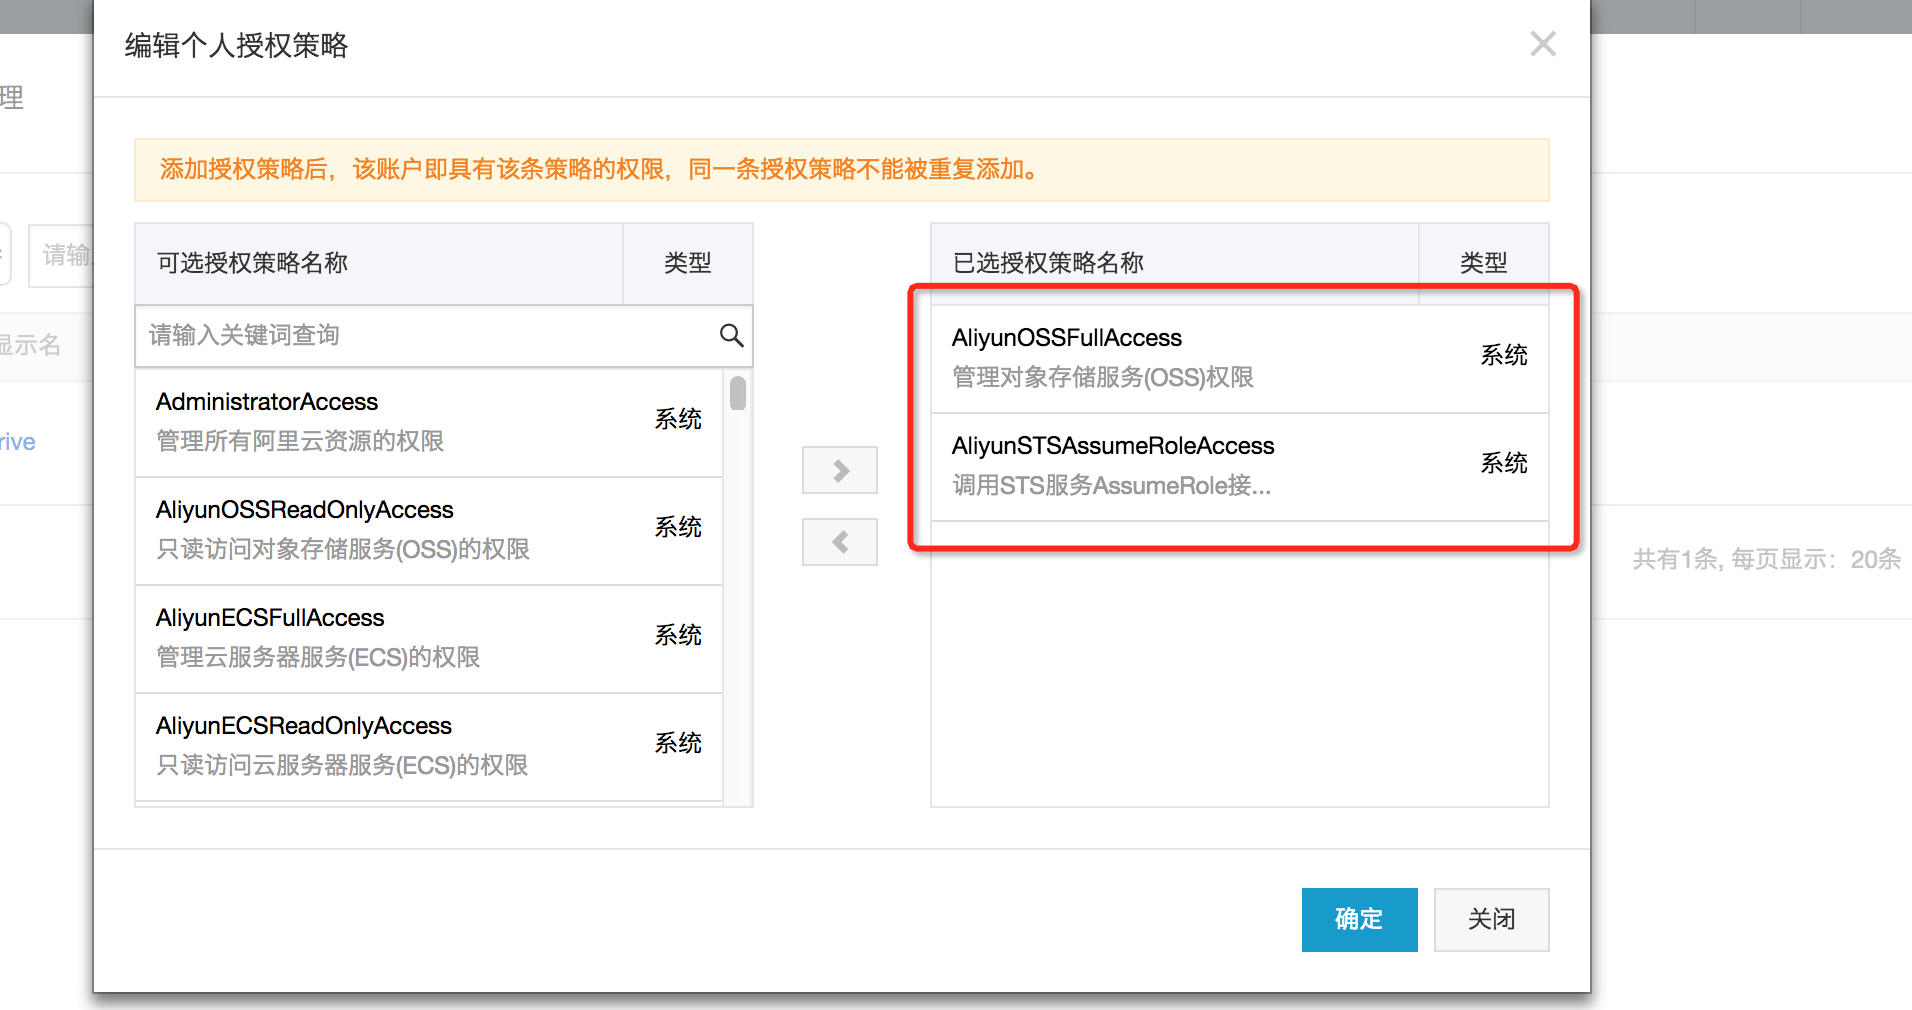 编辑个人授权策略
理
添加授权策略后，该账户即具有该条策略的权限，同一条授权策略不能被重复添加。
可选授权策略名称 类型
已选授权策略名称 类型
请输
请输入关键词查询
显示名
AliyunOSSFullAccess
管理对象存储服务(OSS)权限
系统
AliyunSTSAssumeRoleAccess
调用STS服务AssumeRole接...
系统
AdministratorAccess
管理所有阿里云资源的权限
系统
rive
AliyunOSSReadOnlyAccess
只读访问对象存储服务(OSS)的权限
系统
AliyunECSFullAccess
管理云服务器服务(ECS)的权限
系统
AliyunECSReadOnlyAccess
只读访问云服务器服务(ECS)的权限
系统
共有1条, 每页显示：20条
确定
关闭